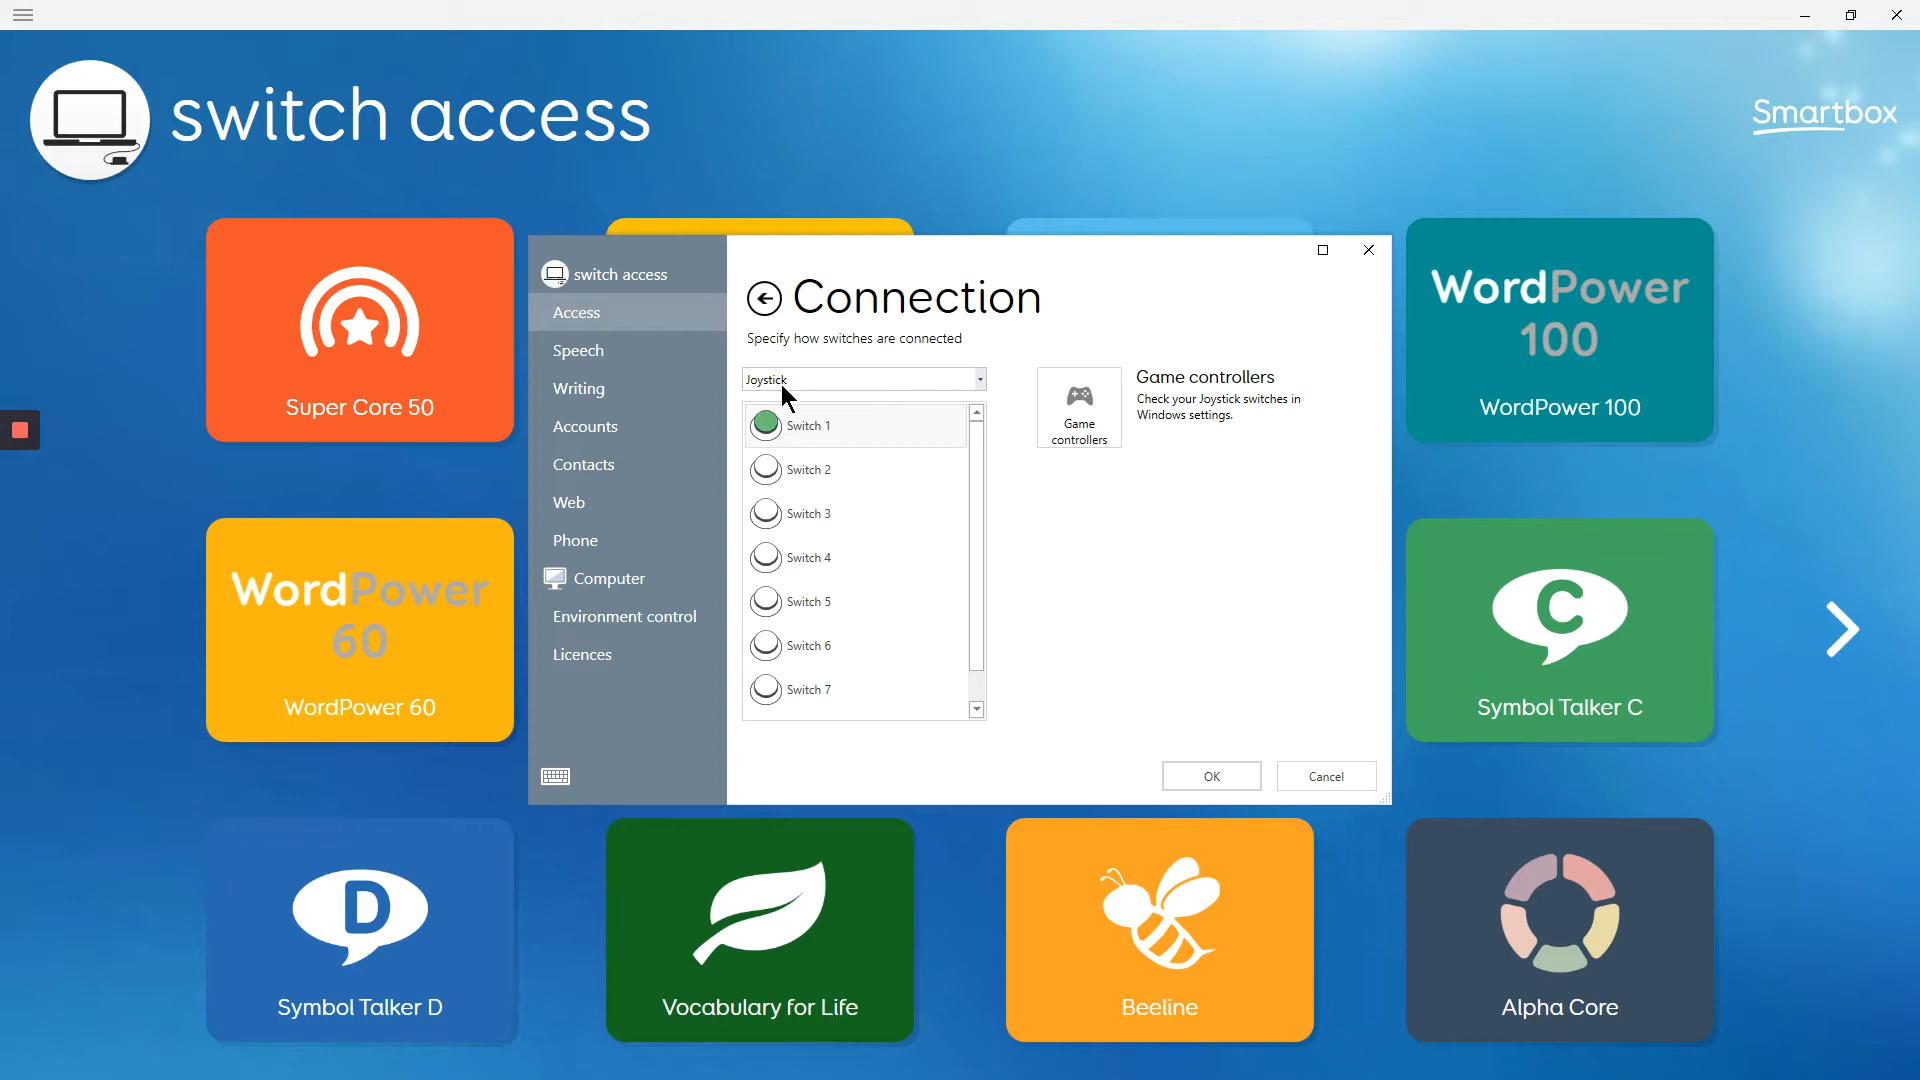 switch access
Smartbox
Super Core 50
WordPower
100
WordPower 100
WordPower
60
WordPower 60
C
Symbol Talker C
D
Symbol Talker D
Vocabulary for Life
Beeline
Alpha Core
switch access
Access
Speech
Writing
Accounts
Contacts
Web
Phone
Computer
Environment control
Licences
Connection
Specify how switches are connected
Joystick
Switch 1
Switch 2
Switch 3
Switch 4
Switch 5
Switch 6
Switch 7
Game
controllers
Game controllers
Check your Joystick switches in
Windows settings.
OK
Cancel